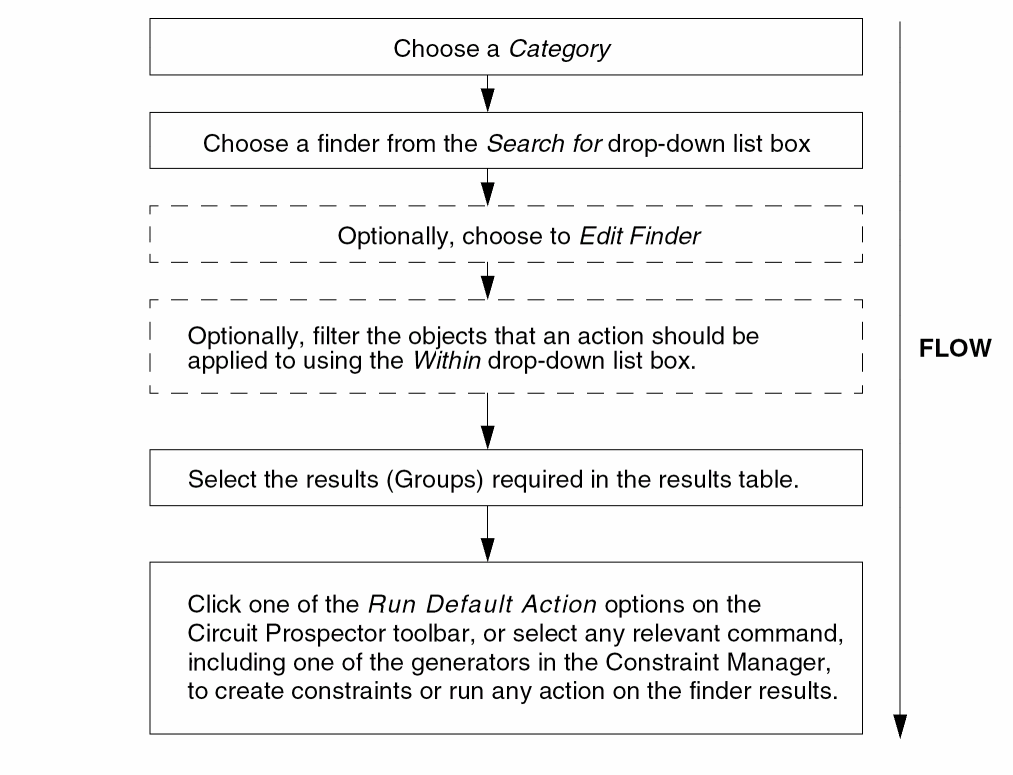 Choose a Category
Choose a finder from the Search for drop-down list box
Optionally, choose to Edit Finder
Optionally, filter the objects that an action should be
applied to using the Within drop-down list box.
FLOW
Select the results (Groups) required in the results table.
Click one of the Run Default Action options on the
Circuit Prospector toolbar, or select any relevant command,
including one of the generators in the Constraint Manager,
to create constraints or run any action on the finder results.